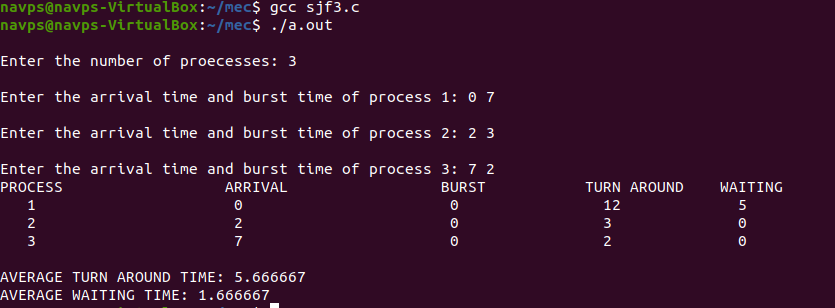 navps@navps-VirtualBox:~/mec$ gcc sjf3.c
navps@navps-VirtualBox:~/mec$ ./a.out
Enter the number of proecesses: 3
Enter the arrival time and burst time of process 1: 0 7
Enter the arrival time and burst time of process 2: 2 3
Enter the arrival time and burst time of process 3: 7 2
PROCESS ARRIVAL BURST TURN AROUND WAITING
1 0 0 12 5
2 2 0 3 0
3 7 0 2 0
AVERAGE TURN AROUND TIME: 5.666667
AVERAGE WAITING TIME: 1.666667